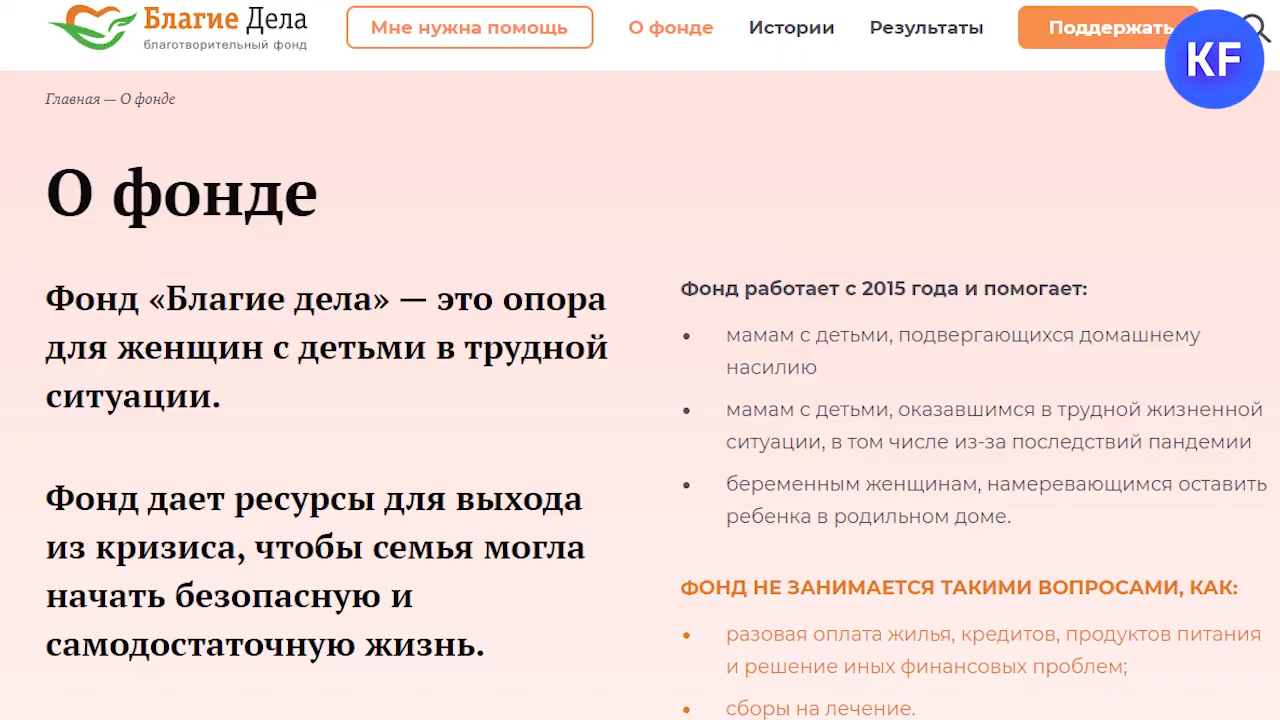 Благие Дела
благотворительный фонд
Мне нужна помощь
О фонде
Истории
Результаты
Поддержать
KF
Главная — О фонде
О фонде
Фонд «Благие дела» — это опора
для женщин с детьми в трудной
ситуации.
Фонд дает ресурсы для выхода
из кризиса, чтобы семья могла
начать безопасную и
самодостаточную жизнь.
Фонд работает с 2015 года и помогает:
• мамам с детьми, подвергающихся домашнему
насилию
• мамам с детьми, оказавшимся в трудной жизненной
ситуации, в том числе из-за последствий пандемии
• беременным женщинам, намеревающимся оставить
ребенка в родильном доме.
ФОНД НЕ ЗАНИМАЕТСЯ ТАКИМИ ВОПРОСАМИ, КАК:
• разовая оплата жилья, кредитов, продуктов питания
и решение иных финансовых проблем;
• сборы на лечение.